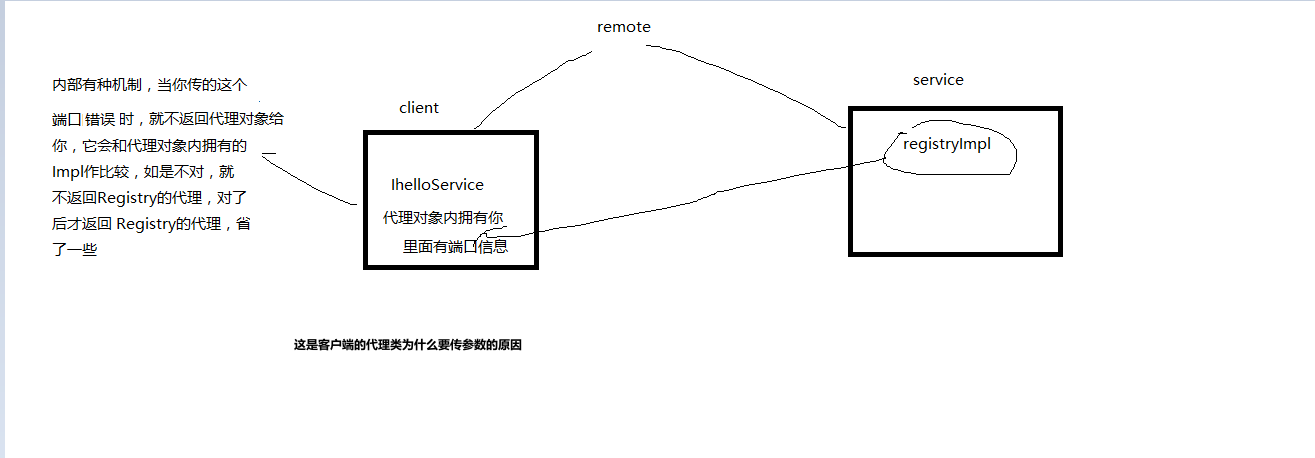 remote
service
client
内部有种机制，当你传的这个
端口 错误 时，就不返回代理对象给
你，它会和代理对象内拥有的
Impl作比较，如是不对，就
不返回Registry的代理，对了
后才返回 Registry的代理，省
了一些
IhelloService
代理对象内拥有你
里面有端口信息
registryImpl
这是客户端的代理类为什么要传参数的原因